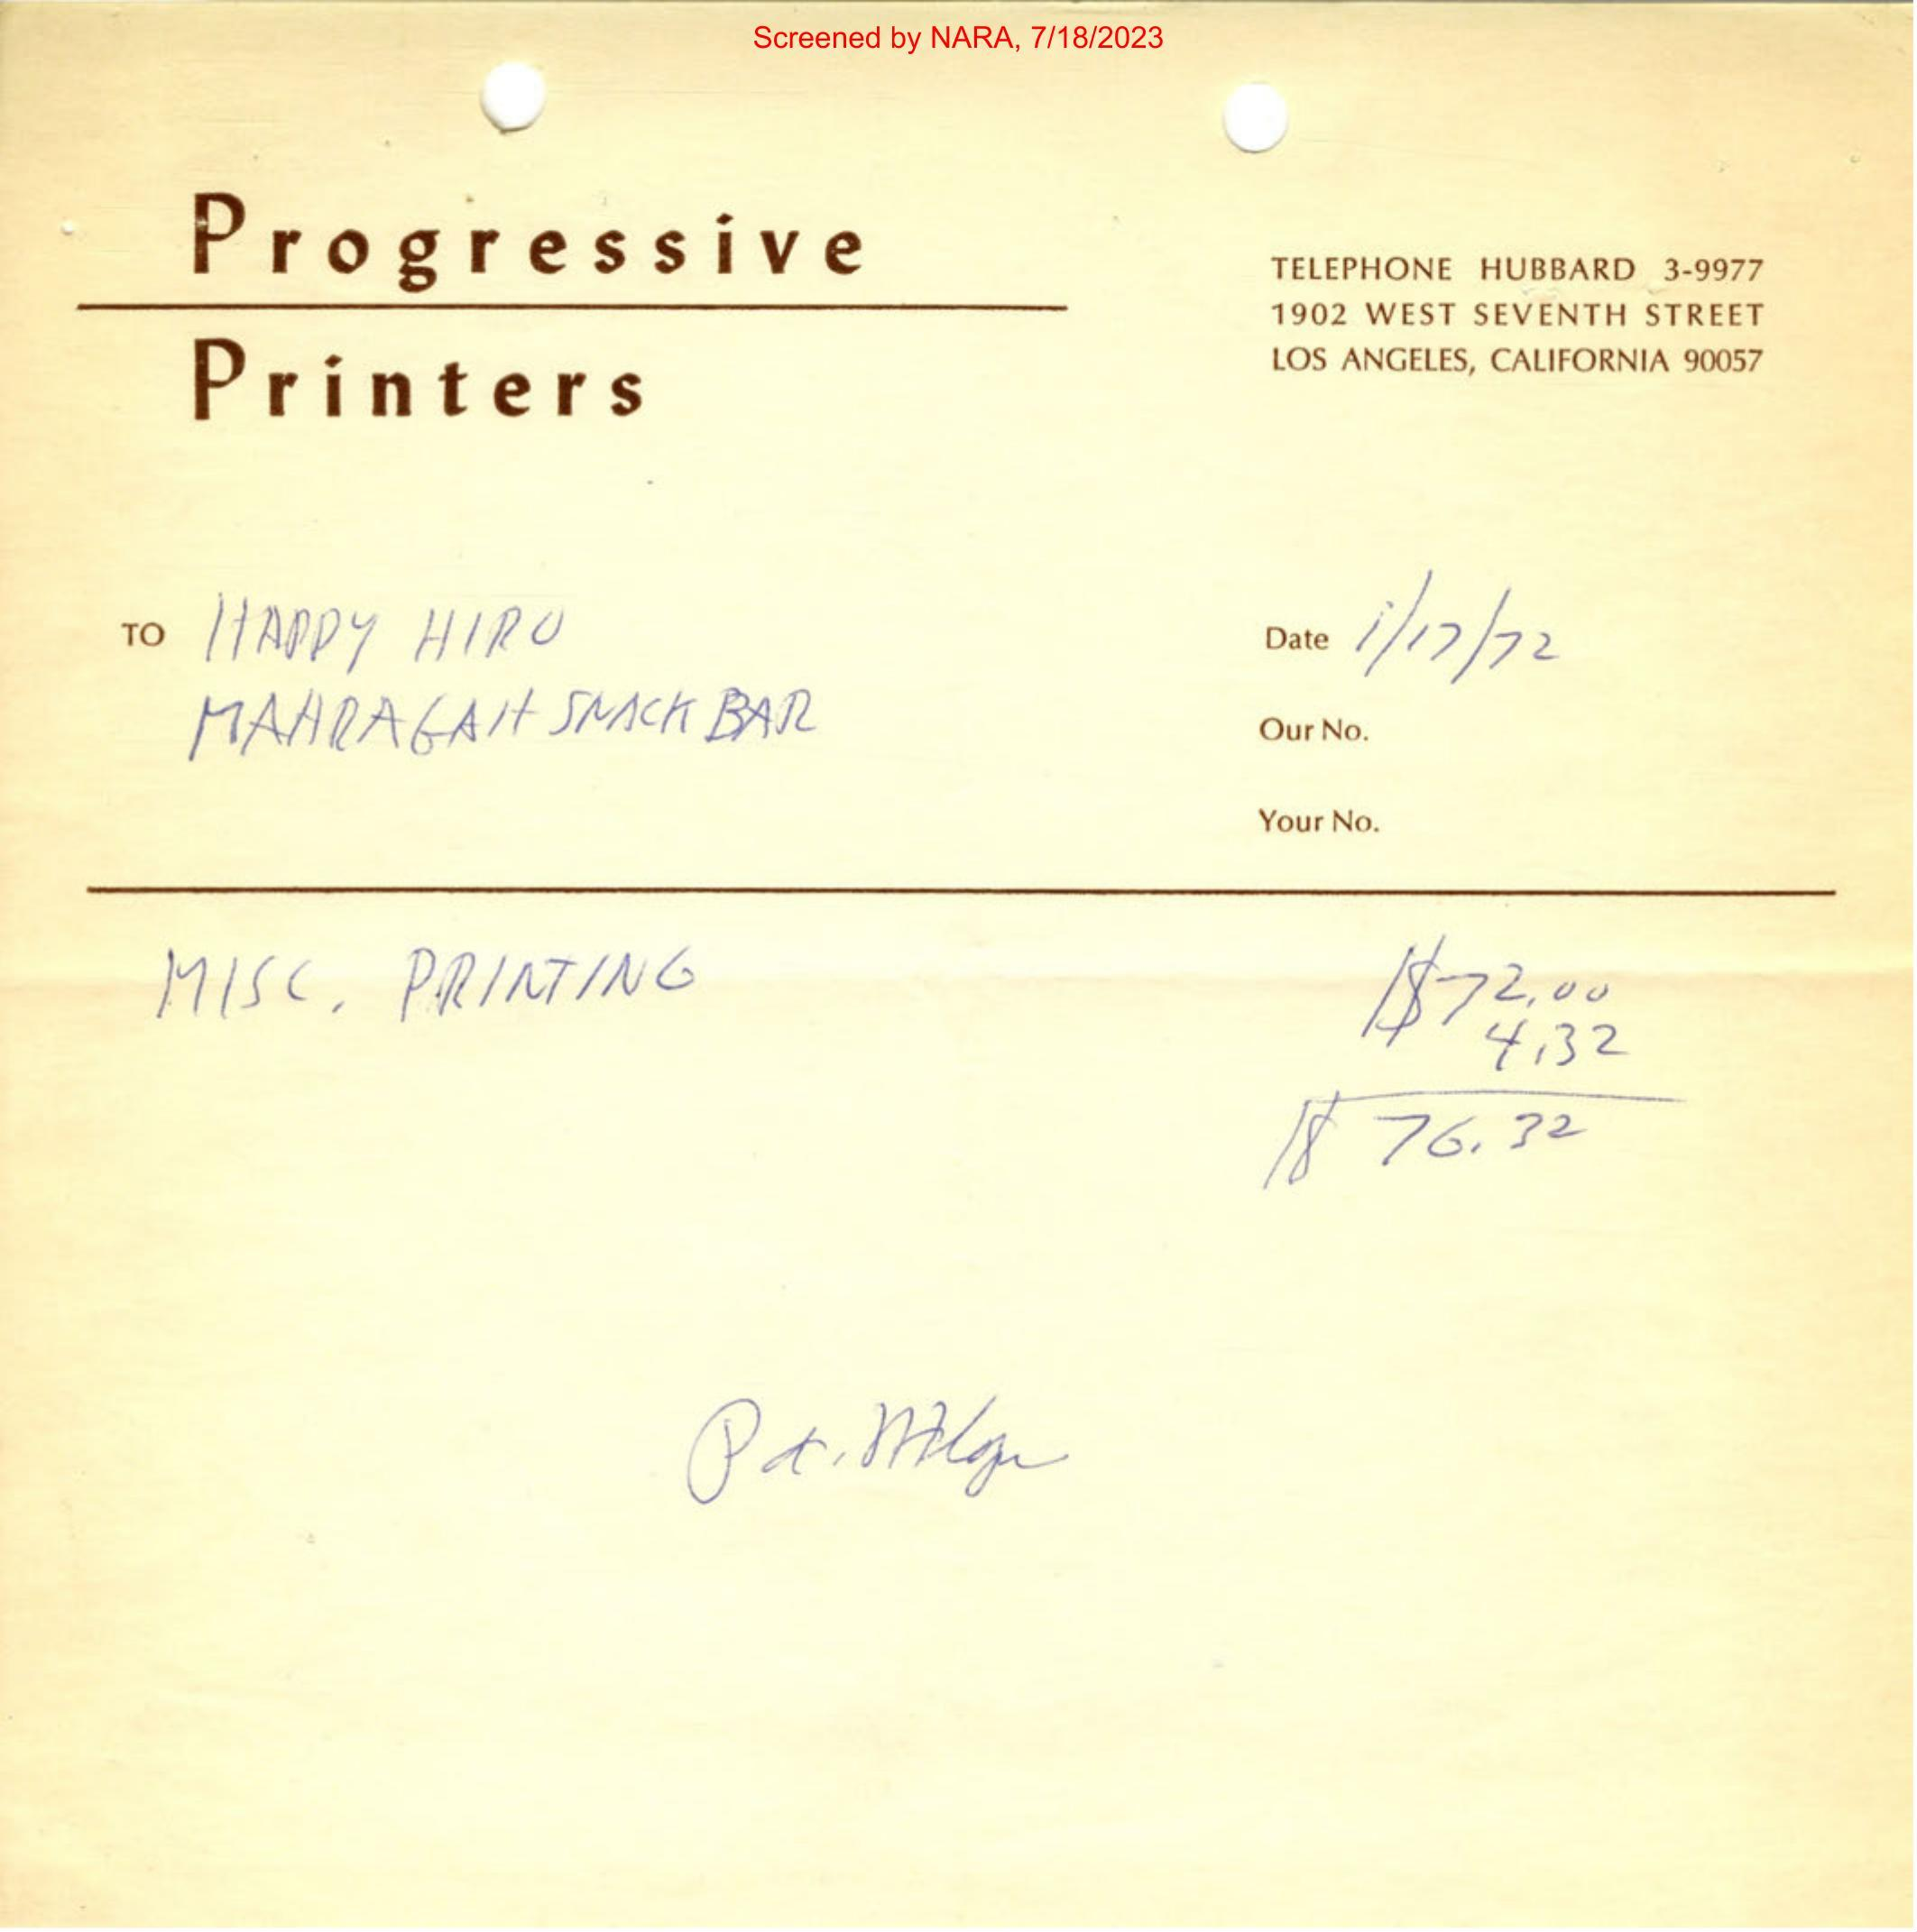 Screened by NARA, 7/18/2023
Progressive
Printers
TELEPHONE HUBBARD 3-9977
1902 WEST SEVENTH STREET
LOS ANGELES, CALIFORNIA 90057
TO HAPPY HIRO
SNACK BAR
Date 1/17/72
Our No.
Your No.
MISC. PRINTING
$72.00
4.32
$ 76.32